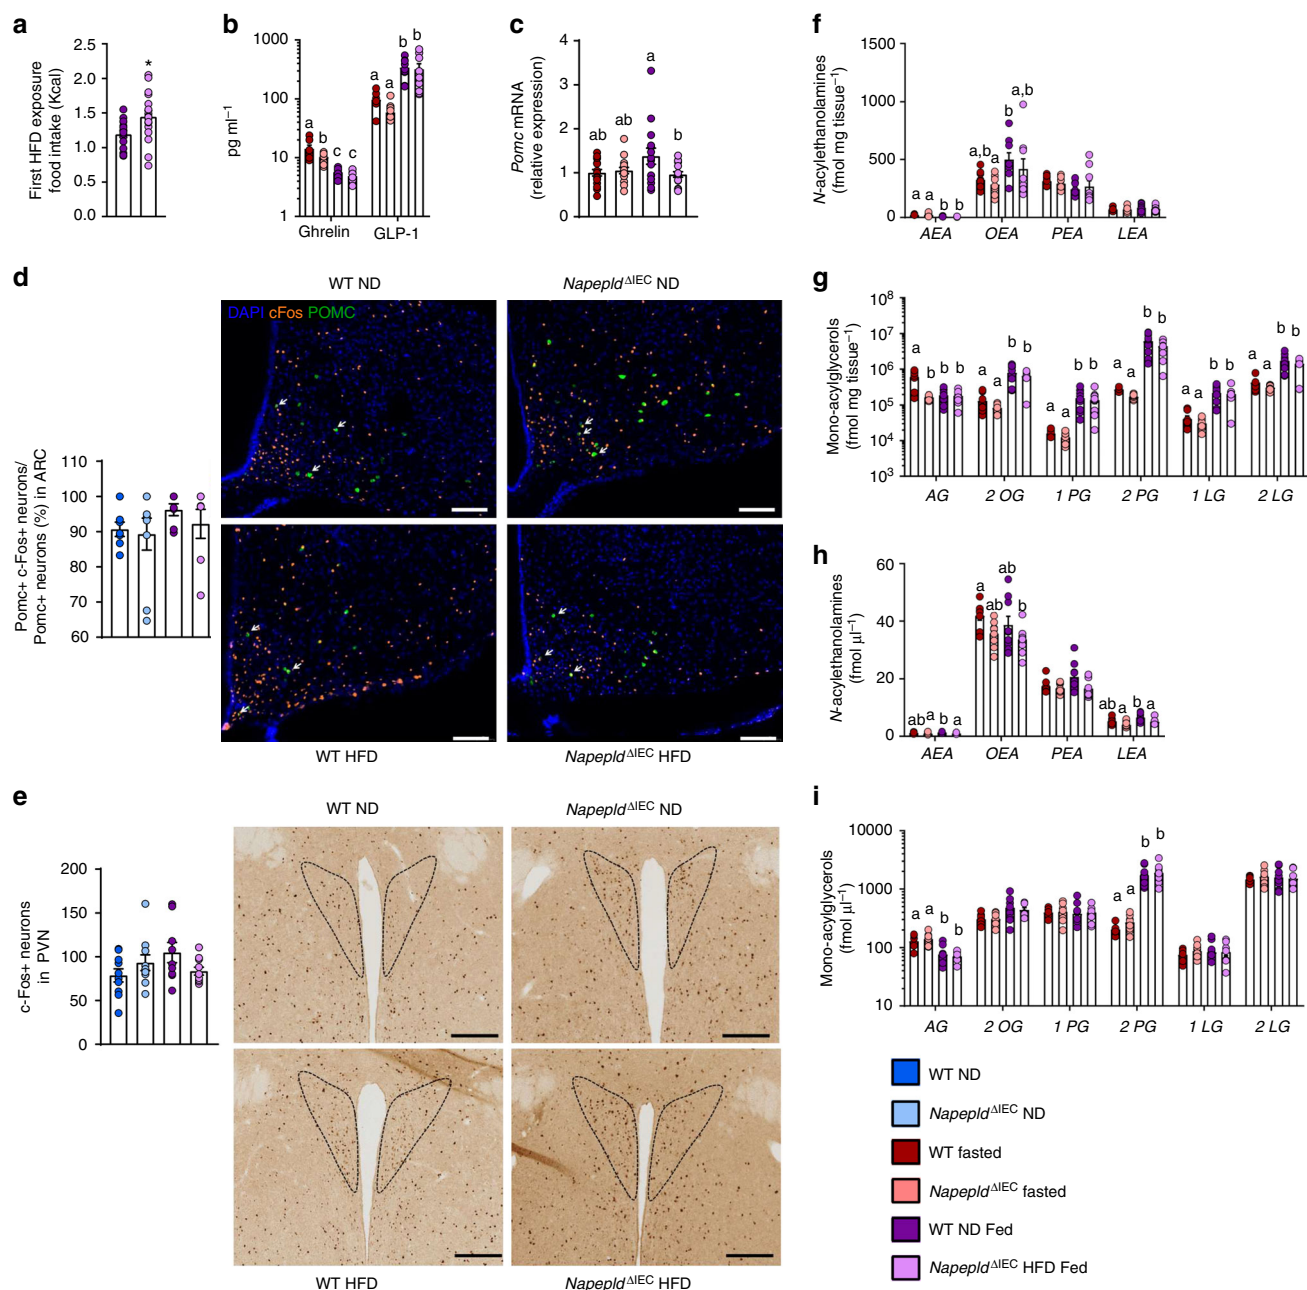 a
First HFD exposure
food intake (Kcal)
2.5
2.0
1.5
1.0
0.5
0.0
*
b
pg ml⁻¹
1000
100
10
1
a
b
c
c
a
a
b
b
Ghrelin
GLP-1
c
Pomc mRNA
(relative expression)
4
3
2
1
0
ab
ab
a
b
d
Pomc+ c-Fos+ neurons/
Pomc+ neurons (%) in ARC
110
100
90
80
70
60
WT ND
Napepld^ΔIEC ND
DAPI cFos POMC
WT HFD
Napepld^ΔIEC HFD
e
c-Fos+ neurons
in PVN
200
150
100
50
0
WT ND
Napepld^ΔIEC ND
WT HFD
Napepld^ΔIEC HFD
f
N-acylethanolamines
(fmol mg tissue⁻¹)
1500
1000
500
0
a
a
b
b
a,b
a
b
a,b
AEA
OEA
PEA
LEA
g
Mono-acylglycerols
(fmol mg tissue⁻¹)
10⁸
10⁷
10⁶
10⁵
10⁴
10³
a
b
b
b
a
a
b
b
a
a
b
b
a
a
b
b
a
a
b
b
a
a
b
b
AG
2 OG
1 PG
2 PG
1 LG
2 LG
h
N-acylethanolamines
(fmol μl⁻¹)
60
40
20
0
ab
a
b
a
a
ab
ab
b
ab
a
b
a
AEA
OEA
PEA
LEA
i
Mono-acylglycerols
(fmol μl⁻¹)
10000
1000
100
10
a
a
b
b
a
a
b
b
AG
2 OG
1 PG
2 PG
1 LG
2 LG
WT ND
Napepld^ΔIEC ND
WT fasted
Napepld^ΔIEC fasted
WT ND Fed
Napepld^ΔIEC HFD Fed